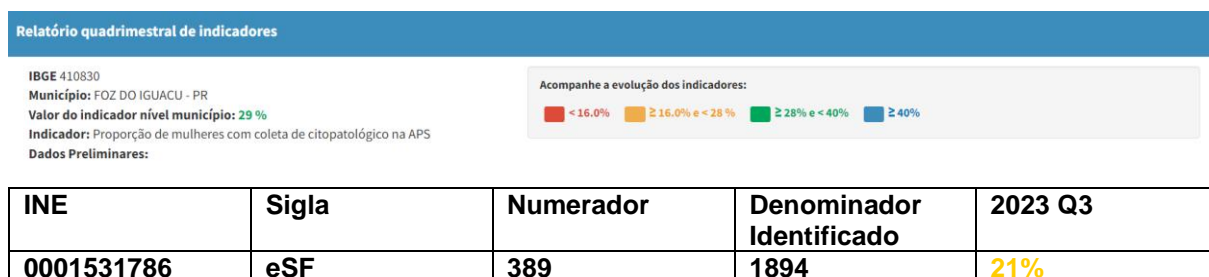 Relatório quadrimestral de indicadores
IBGE 410830
Município: FOZ DO IGUACU - PR
Valor do indicador nível município: 29 %
Indicador: Proporção de mulheres com coleta de citopatológico na APS
Dados Preliminares:
Acompanhe a evolução dos indicadores:
< 16.0% ≥ 16.0% e < 28 % ≥ 28% e < 40% ≥ 40%
INE Sigla Numerador Denominador Identificado 2023 Q3
0001531786 eSF 389 1894 21%